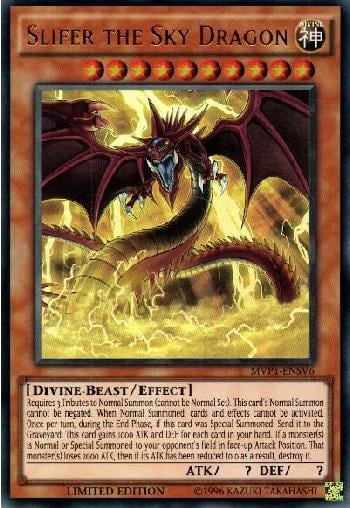 SLIFER THE SKY DRAGON
DIVINE
神
MVP1-ENSV6
[DIVINE-BEAST/EFFECT]
Requires 3 Tributes to Normal Summon (cannot be Normal Set). This card's Normal Summon
cannot be negated. When Normal Summoned, cards and effects cannot be activated.
Once per turn, during the End Phase, if this card was Special Summoned: Send it to the
Graveyard. This card gains 1000 ATK and DEF for each card in your hand. If a monster(s)
is Normal or Special Summoned to your opponent's field in face-up Attack Position: That
monster(s) loses 2000 ATK, then if its ATK has been reduced to 0 as a result, destroy it.
ATK/ ? DEF/ ?
LIMITED EDITION ©1996 KAZUKI TAKAHASHI